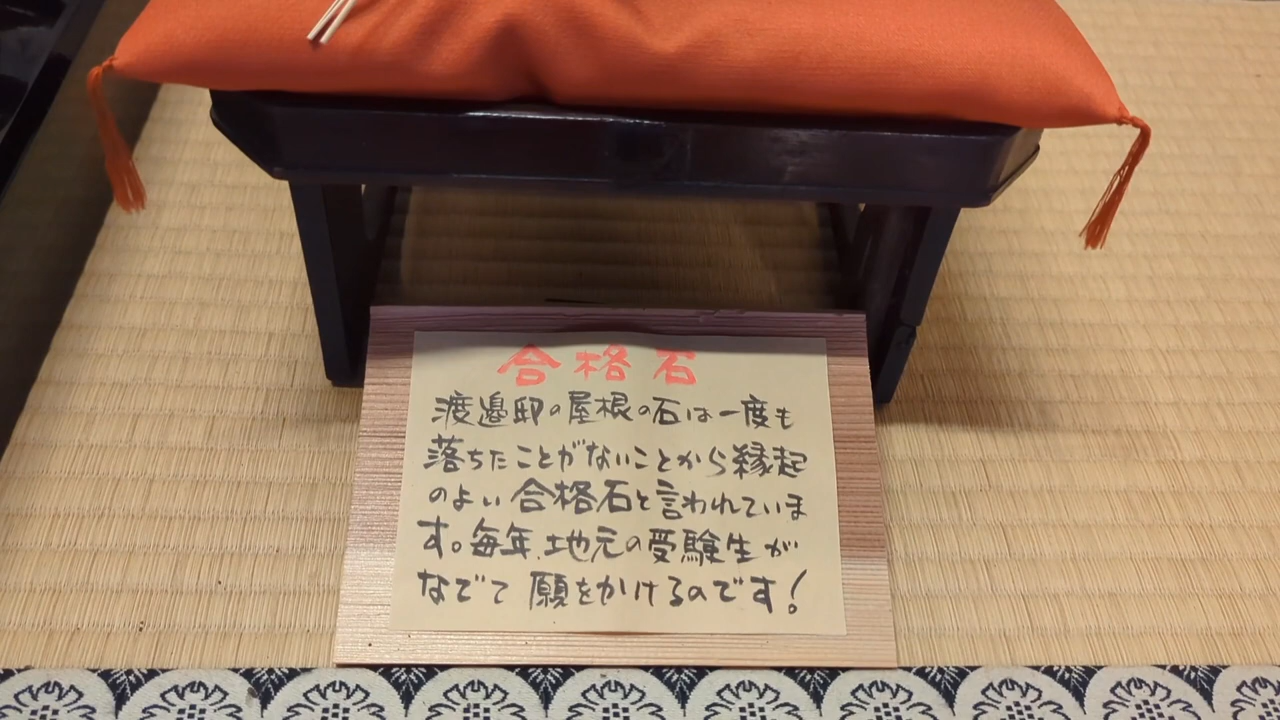 合格石
渡邉邸の屋根の石は一度も
落ちたことがないことから縁起
のよい合格石と言われていま
す。毎年、地元の受験生が
なでて願をかけるのです!